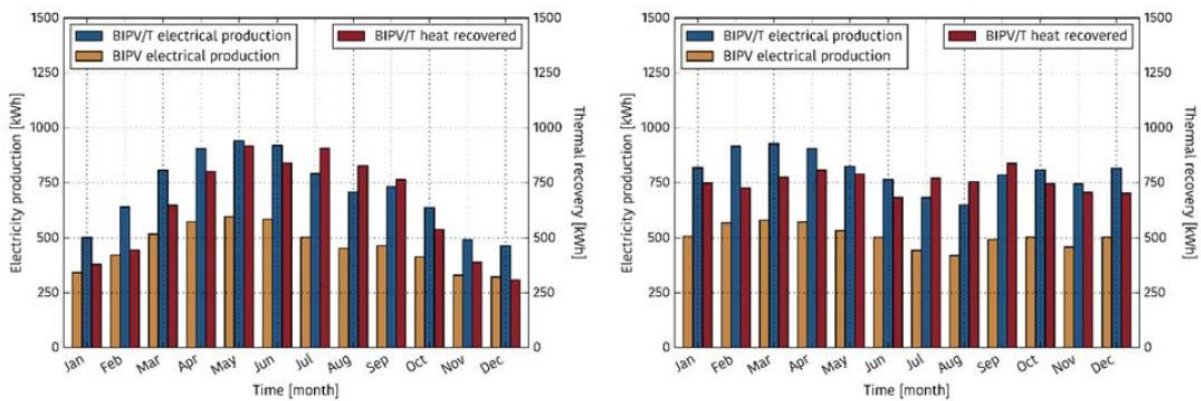 BIPV/T electrical production
BIPV electrical production
BIPV/T heat recovered
1500
1250
1000
750
500
250
0
Electricity production [kWh]
1500
1250
1000
750
500
250
0
Thermal recovery [kWh]
Jan Feb Mar Apr May Jun Jul Aug Sep Oct Nov Dec
Time [month]
BIPV/T electrical production
BIPV electrical production
BIPV/T heat recovered
1500
1250
1000
750
500
250
0
Electricity production [kWh]
1500
1250
1000
750
500
250
0
Thermal recovery [kWh]
Jan Feb Mar Apr May Jun Jul Aug Sep Oct Nov Dec
Time [month]